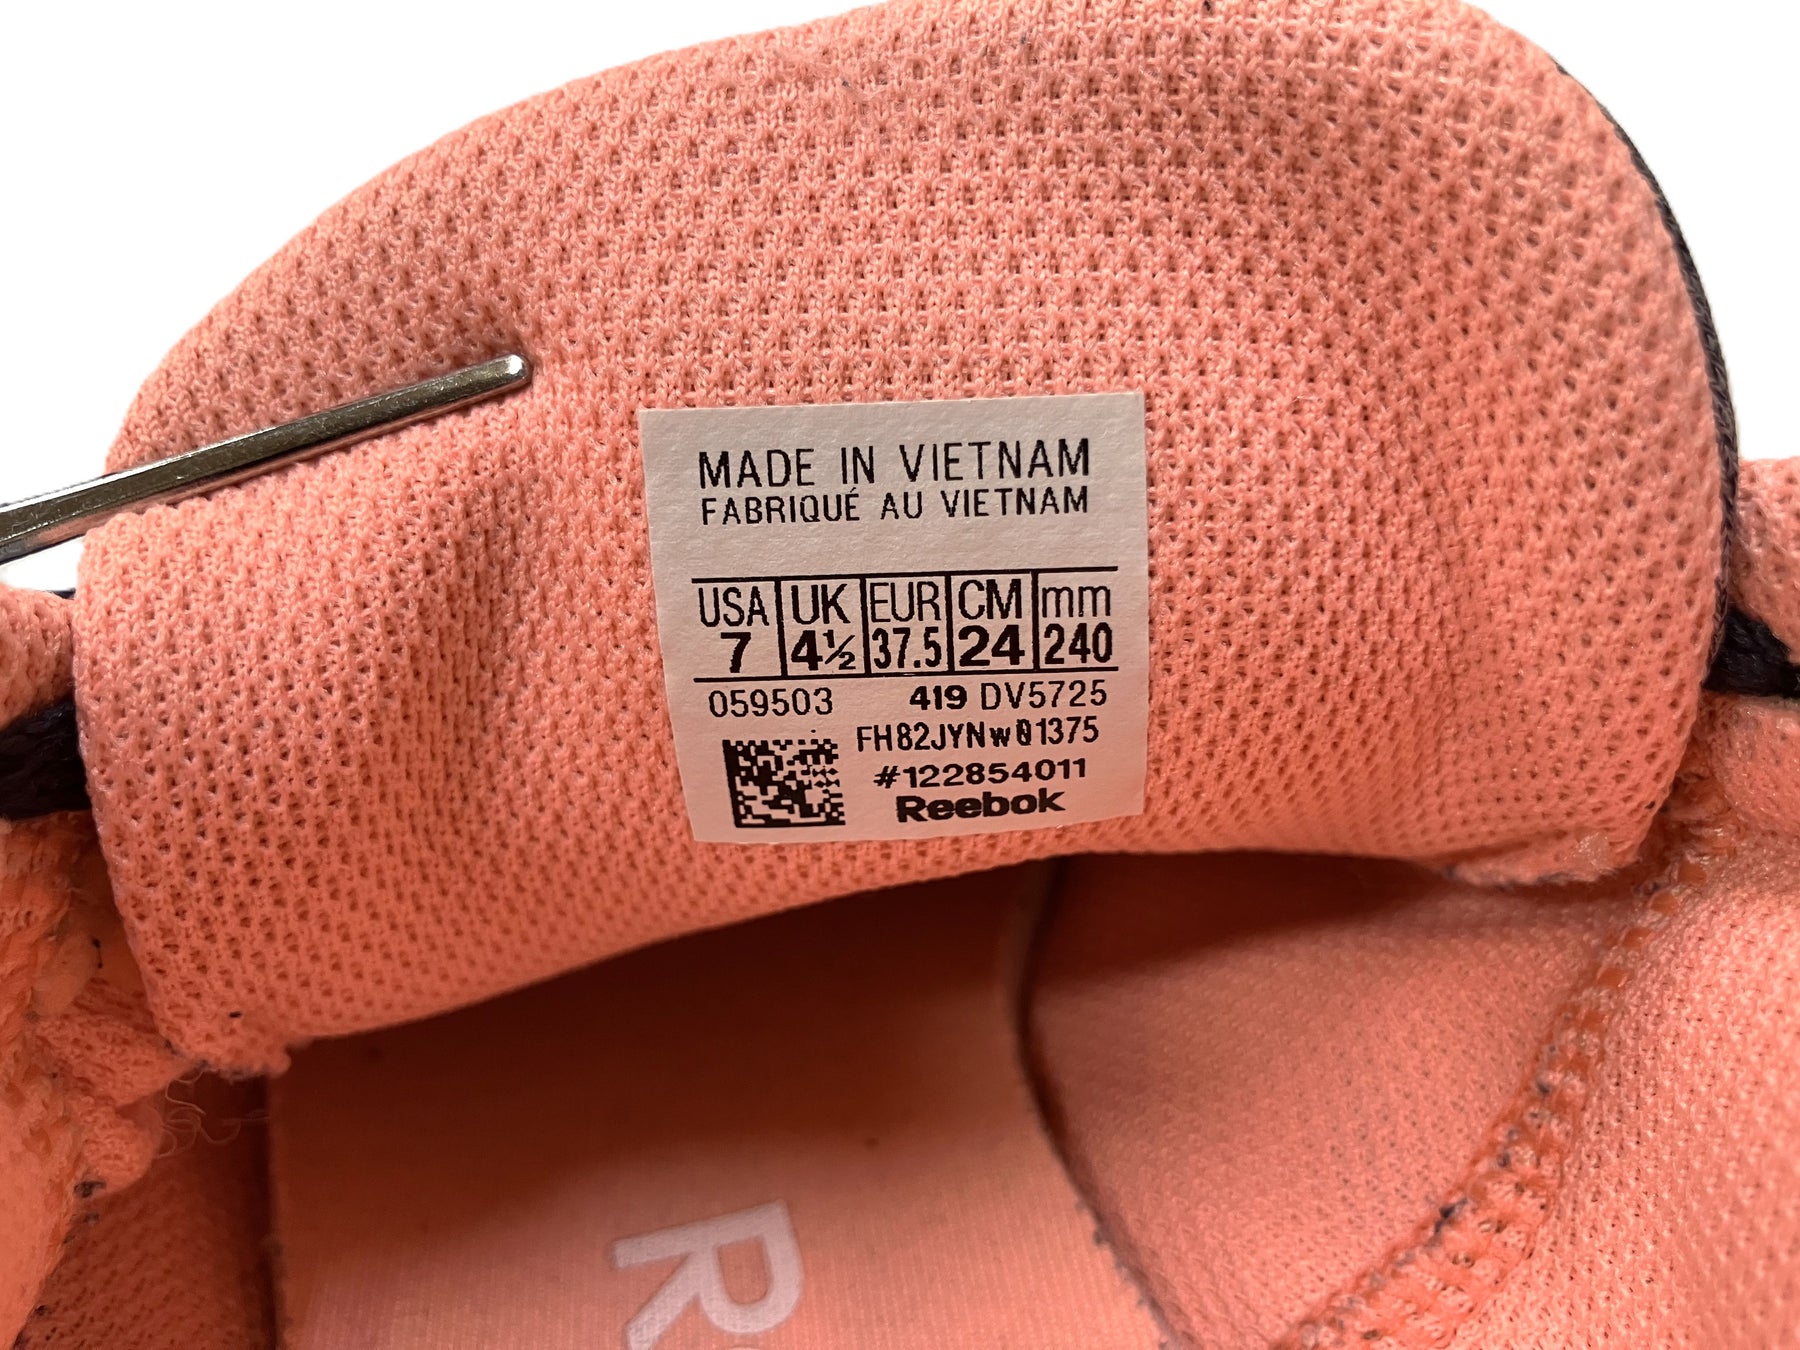 MADE IN VIETNAM
FABRIQUÉ AU VIETNAM
USA UK EUR CM mm
7 4½ 37.5 24 240
059503 419 DV5725
FH82JYNw01375
#122854011
Reebok
R